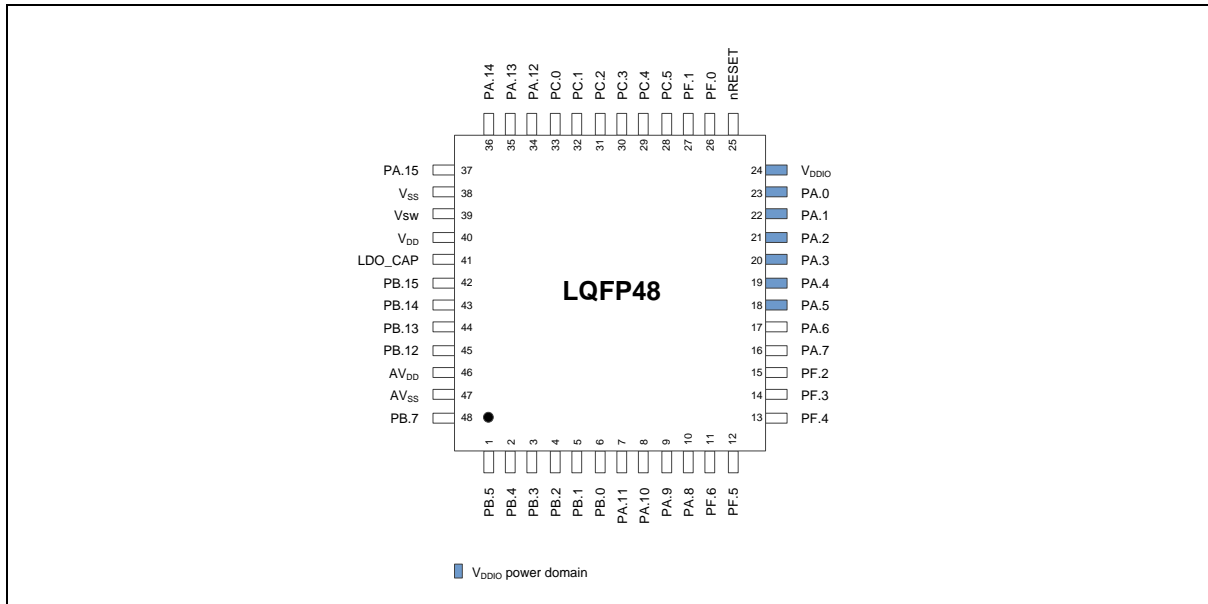 PA.14
PA.13
PA.12
PC.0
PC.1
PC.2
PC.3
PC.4
PC.5
PF.1
PF.0
nRESET
36
35
34
33
32
31
30
29
28
27
26
25
PA.15 37
VSS 38
Vsw 39
VDD 40
LDO_CAP 41
PB.15 42
PB.14 43
PB.13 44
PB.12 45
AVDD 46
AVSS 47
PB.7 48
LQFP48
24 VDDIO
23 PA.0
22 PA.1
21 PA.2
20 PA.3
19 PA.4
18 PA.5
17 PA.6
16 PA.7
15 PF.2
14 PF.3
13 PF.4
1
2
3
4
5
6
7
8
9
10
11
12
PB.5
PB.4
PB.3
PB.2
PB.1
PB.0
PA.11
PA.10
PA.9
PA.8
PF.6
PF.5
VDDIO power domain